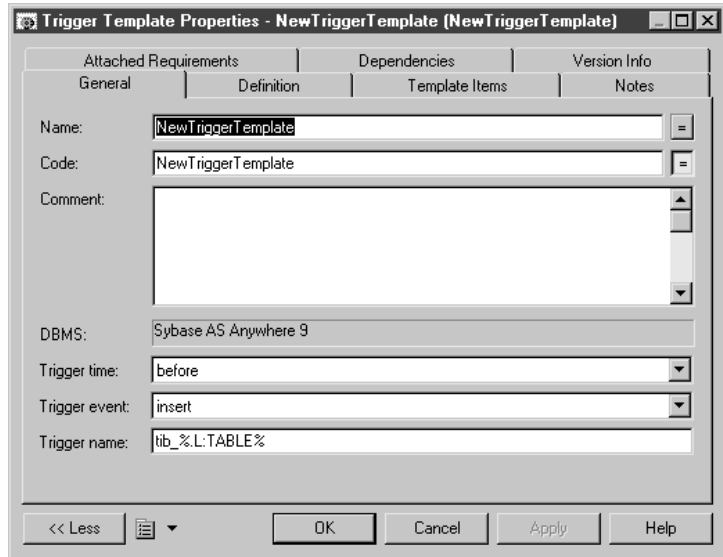 Trigger Template Properties - NewTriggerTemplate (NewTriggerTemplate)
Attached Requirements Dependencies Version Info
General Definition Template Items Notes
Name: NewTriggerTemplate =
Code: NewTriggerTemplate =
Comment:
DBMS: Sybase AS Anywhere 9
Trigger time: before
Trigger event: insert
Trigger name: tib_%.L:TABLE%
<< Less OK Cancel Apply Help